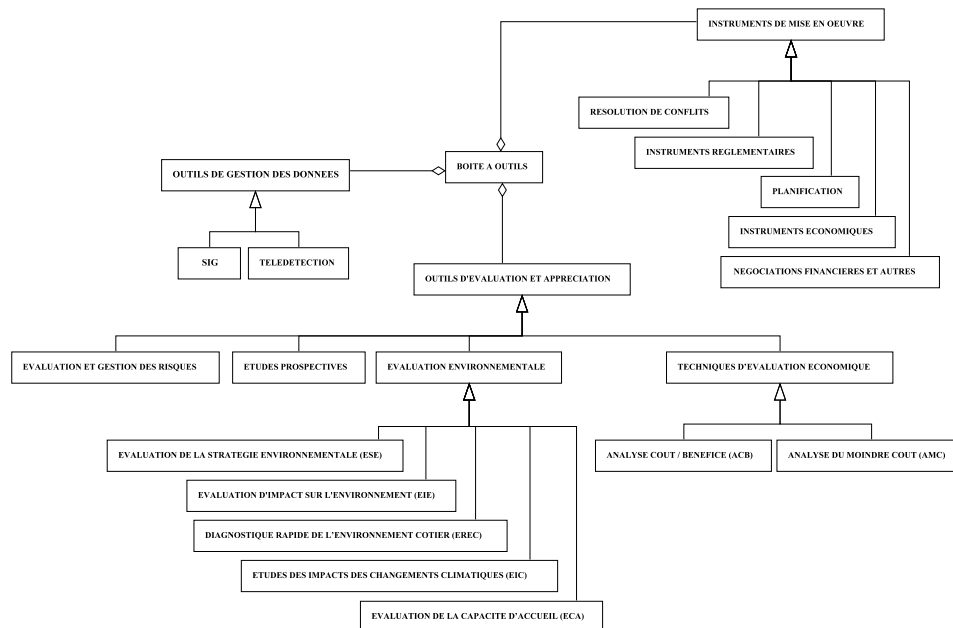 INSTRUMENTS DE MISE EN OEUVRE
RESOLUTION DE CONFLITS
INSTRUMENTS REGLEMENTAIRES
BOITE A OUTILS
OUTILS DE GESTION DES DONNEES
PLANIFICATION
INSTRUMENTS ECONOMIQUES
SIG
TELEDETECTION
NEGOCIATIONS FINANCIERES ET AUTRES
OUTILS D'EVALUATION ET APPRECIATION
EVALUATION ET GESTION DES RISQUES
ETUDES PROSPECTIVES
EVALUATION ENVIRONNEMENTALE
TECHNIQUES D'EVALUATION ECONOMIQUE
EVALUATION DE LA STRATEGIE ENVIRONNEMENTALE (ESE)
ANALYSE COUT / BENEFICE (ACB)
ANALYSE DU MOINDRE COUT (AMC)
EVALUATION D'IMPACT SUR L'ENVIRONNEMENT (EIE)
DIAGNOSTIQUE RAPIDE DE L'ENVIRONNEMENT COTIER (EREC)
ETUDES DES IMPACTS DES CHANGEMENTS CLIMATIQUES (EIC)
EVALUATION DE LA CAPACITE D'ACCUEIL (ECA)